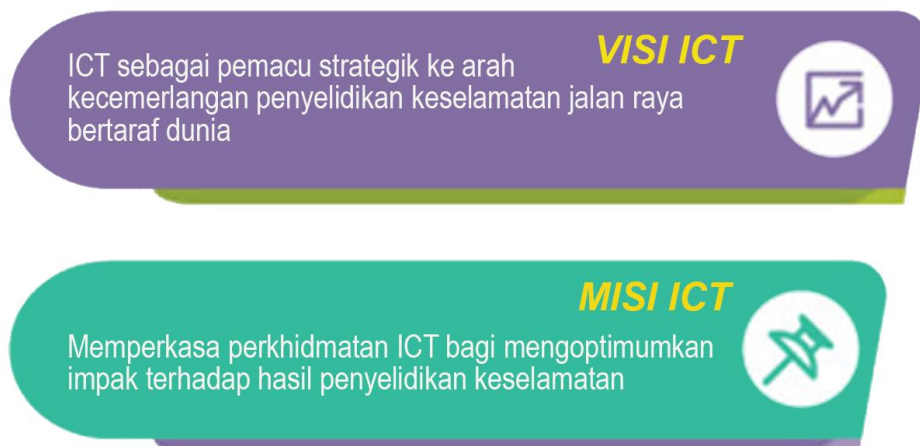 VISI ICT
ICT sebagai pemacu strategik ke arah
kecemerlangan penyelidikan keselamatan jalan raya
bertaraf dunia
MISI ICT
Memperkasa perkhidmatan ICT bagi mengoptimumkan
impak terhadap hasil penyelidikan keselamatan